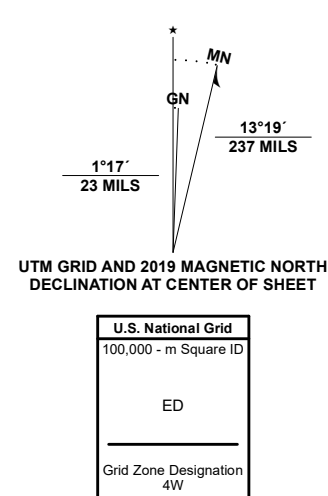 ★
MN
GN
13°19´
237 MILS
1°17´
23 MILS
UTM GRID AND 2019 MAGNETIC NORTH
DECLINATION AT CENTER OF SHEET
U.S. National Grid
100,000 - m Square ID
ED
Grid Zone Designation
4W